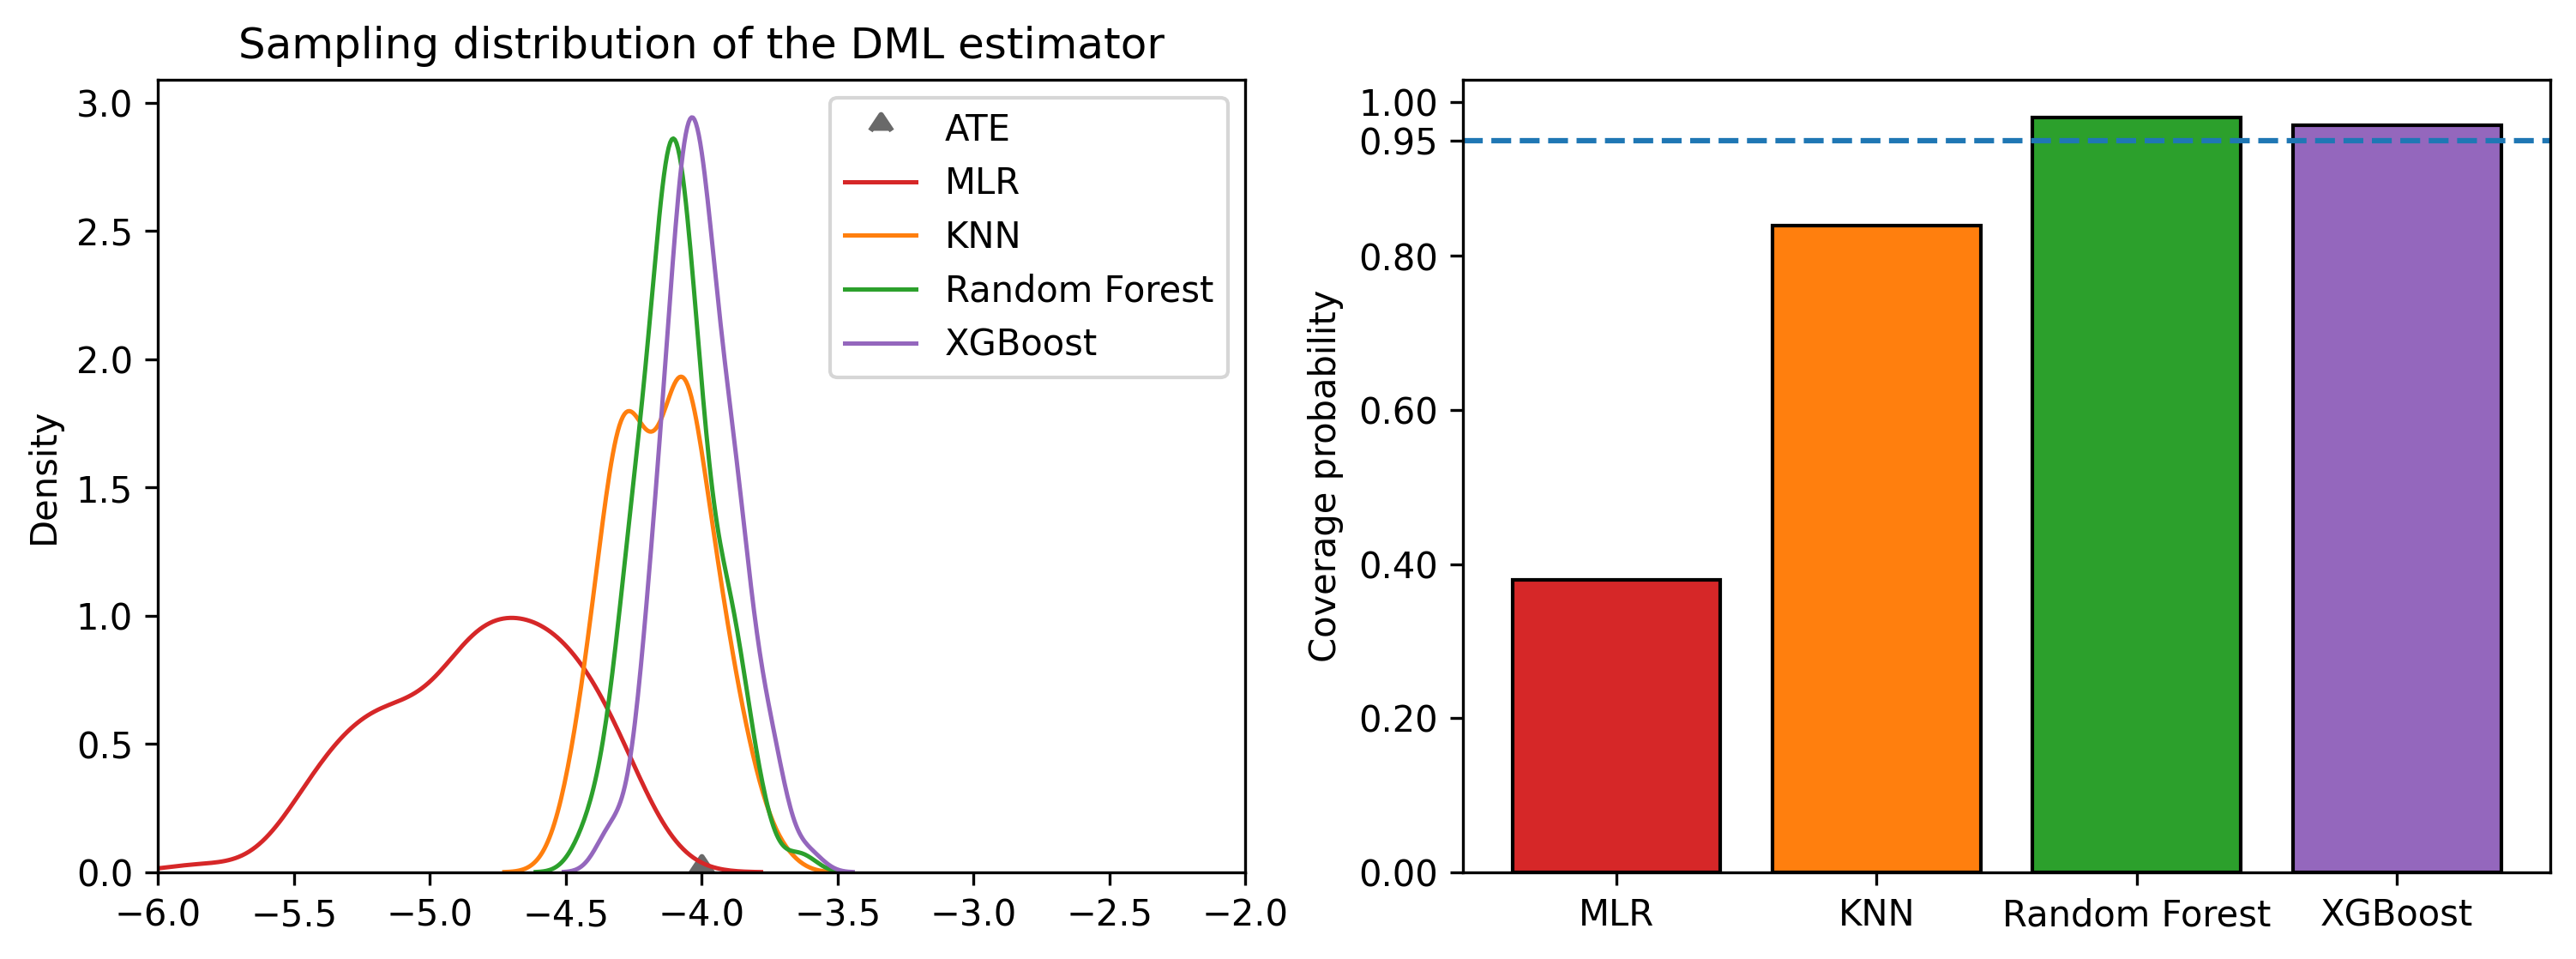 Sampling distribution of the DML estimator
3.0
2.5
2.0
1.5
1.0
0.5
0.0
Density
−6.0 −5.5 −5.0 −4.5 −4.0 −3.5 −3.0 −2.5 −2.0
ATE
MLR
KNN
Random Forest
XGBoost
1.00
0.95
0.80
0.60
0.40
0.20
0.00
Coverage probability
MLR KNN Random Forest XGBoost